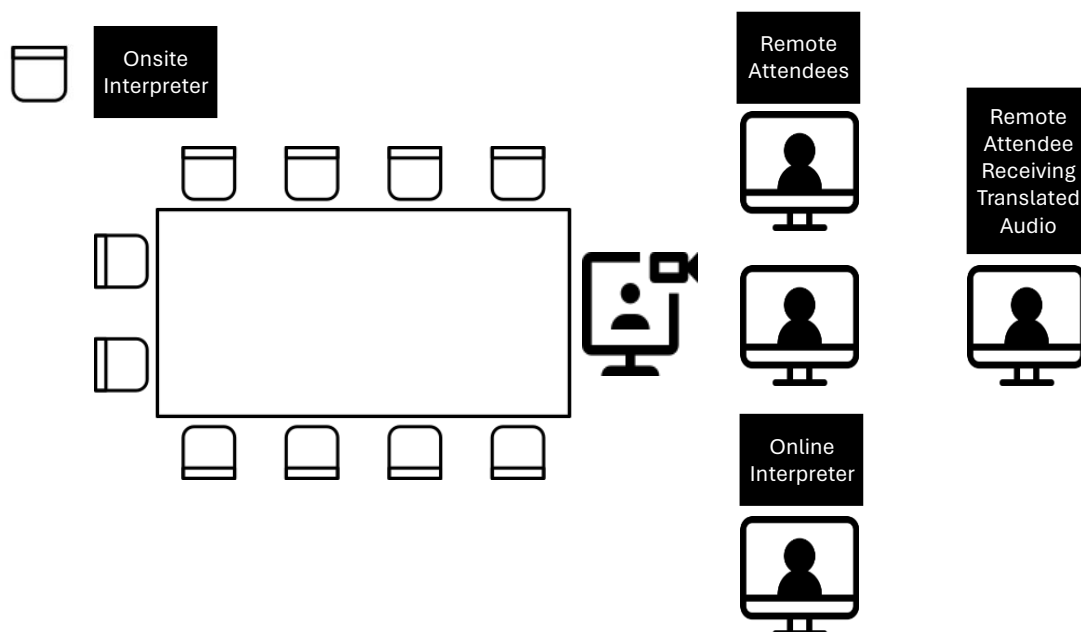 Onsite
Interpreter
Remote
Attendees
Remote
Attendee
Receiving
Translated
Audio
Online
Interpreter